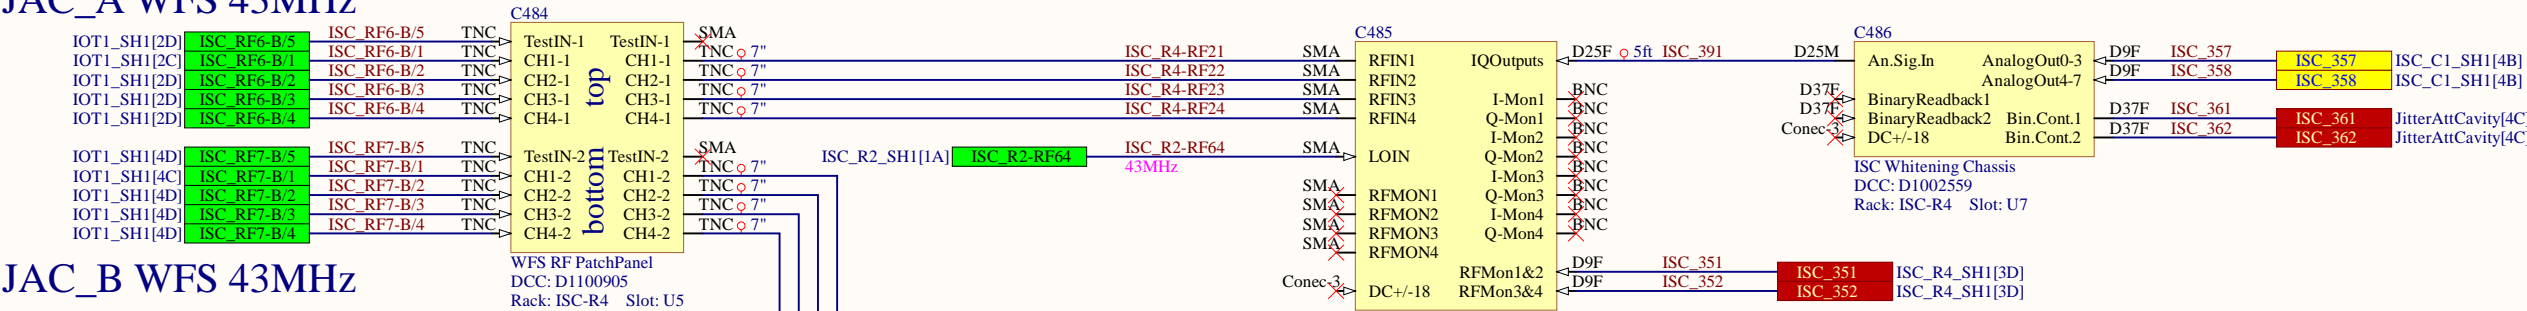 JAC_A WFS 43MHz
C484
IOT1_SH1[2D] ISC_RF6-B/5 ISC_RF6-B/5 TNC TestIN-1 TestIN-1 SMA
IOT1_SH1[2C] ISC_RF6-B/1 ISC_RF6-B/1 TNC CH1-1 CH1-1 TNC 7" ISC_R4-RF21 SMA
IOT1_SH1[2D] ISC_RF6-B/2 ISC_RF6-B/2 TNC CH2-1 CH2-1 TNC 7" ISC_R4-RF22 SMA
IOT1_SH1[2D] ISC_RF6-B/3 ISC_RF6-B/3 TNC CH3-1 CH3-1 TNC 7" ISC_R4-RF23 SMA
IOT1_SH1[2D] ISC_RF6-B/4 ISC_RF6-B/4 TNC CH4-1 CH4-1 TNC 7" ISC_R4-RF24 SMA
top
IOT1_SH1[4D] ISC_RF7-B/5 ISC_RF7-B/5 TNC TestIN-2 TestIN-2 SMA
IOT1_SH1[4C] ISC_RF7-B/1 ISC_RF7-B/1 TNC CH1-2 CH1-2 TNC 7"
IOT1_SH1[4D] ISC_RF7-B/2 ISC_RF7-B/2 TNC CH2-2 CH2-2 TNC 7"
IOT1_SH1[4D] ISC_RF7-B/3 ISC_RF7-B/3 TNC CH3-2 CH3-2 TNC 7"
IOT1_SH1[4D] ISC_RF7-B/4 ISC_RF7-B/4 TNC CH4-2 CH4-2 TNC 7"
bottom
WFS RF PatchPanel
DCC: D1100905
Rack: ISC-R4 Slot: U5
JAC_B WFS 43MHz
ISC_R2_SH1[1A] ISC_R2-RF64 ISC_R2-RF64 SMA
43MHz
C485
RFIN1 IQOutputs D25F 5ft ISC_391 D25M
RFIN2
RFIN3 I-Mon1 BNC
RFIN4 Q-Mon1 BNC
I-Mon2 BNC
LOIN Q-Mon2 BNC
I-Mon3 BNC
SMA RFMON1 Q-Mon3 BNC
SMA RFMON2 I-Mon4 BNC
SMA RFMON3 Q-Mon4 BNC
SMA RFMON4
RFMon1&2 D9F ISC_351 ISC_351 ISC_R4_SH1[3D]
Conec-3 DC+/-18 RFMon3&4 D9F ISC_352 ISC_352 ISC_R4_SH1[3D]
C486
An.Sig.In AnalogOut0-3 D9F ISC_357 ISC_357 ISC_C1_SH1[4B]
AnalogOut4-7 D9F ISC_358 ISC_358 ISC_C1_SH1[4B]
D37F BinaryReadback1
D37F BinaryReadback2 Bin.Cont.1 D37F ISC_361 ISC_361 JitterAttCavity[4C]
Conec-3 DC+/-18 Bin.Cont.2 D37F ISC_362 ISC_362 JitterAttCavity[4C]
ISC Whitening Chassis
DCC: D1002559
Rack: ISC-R4 Slot: U7